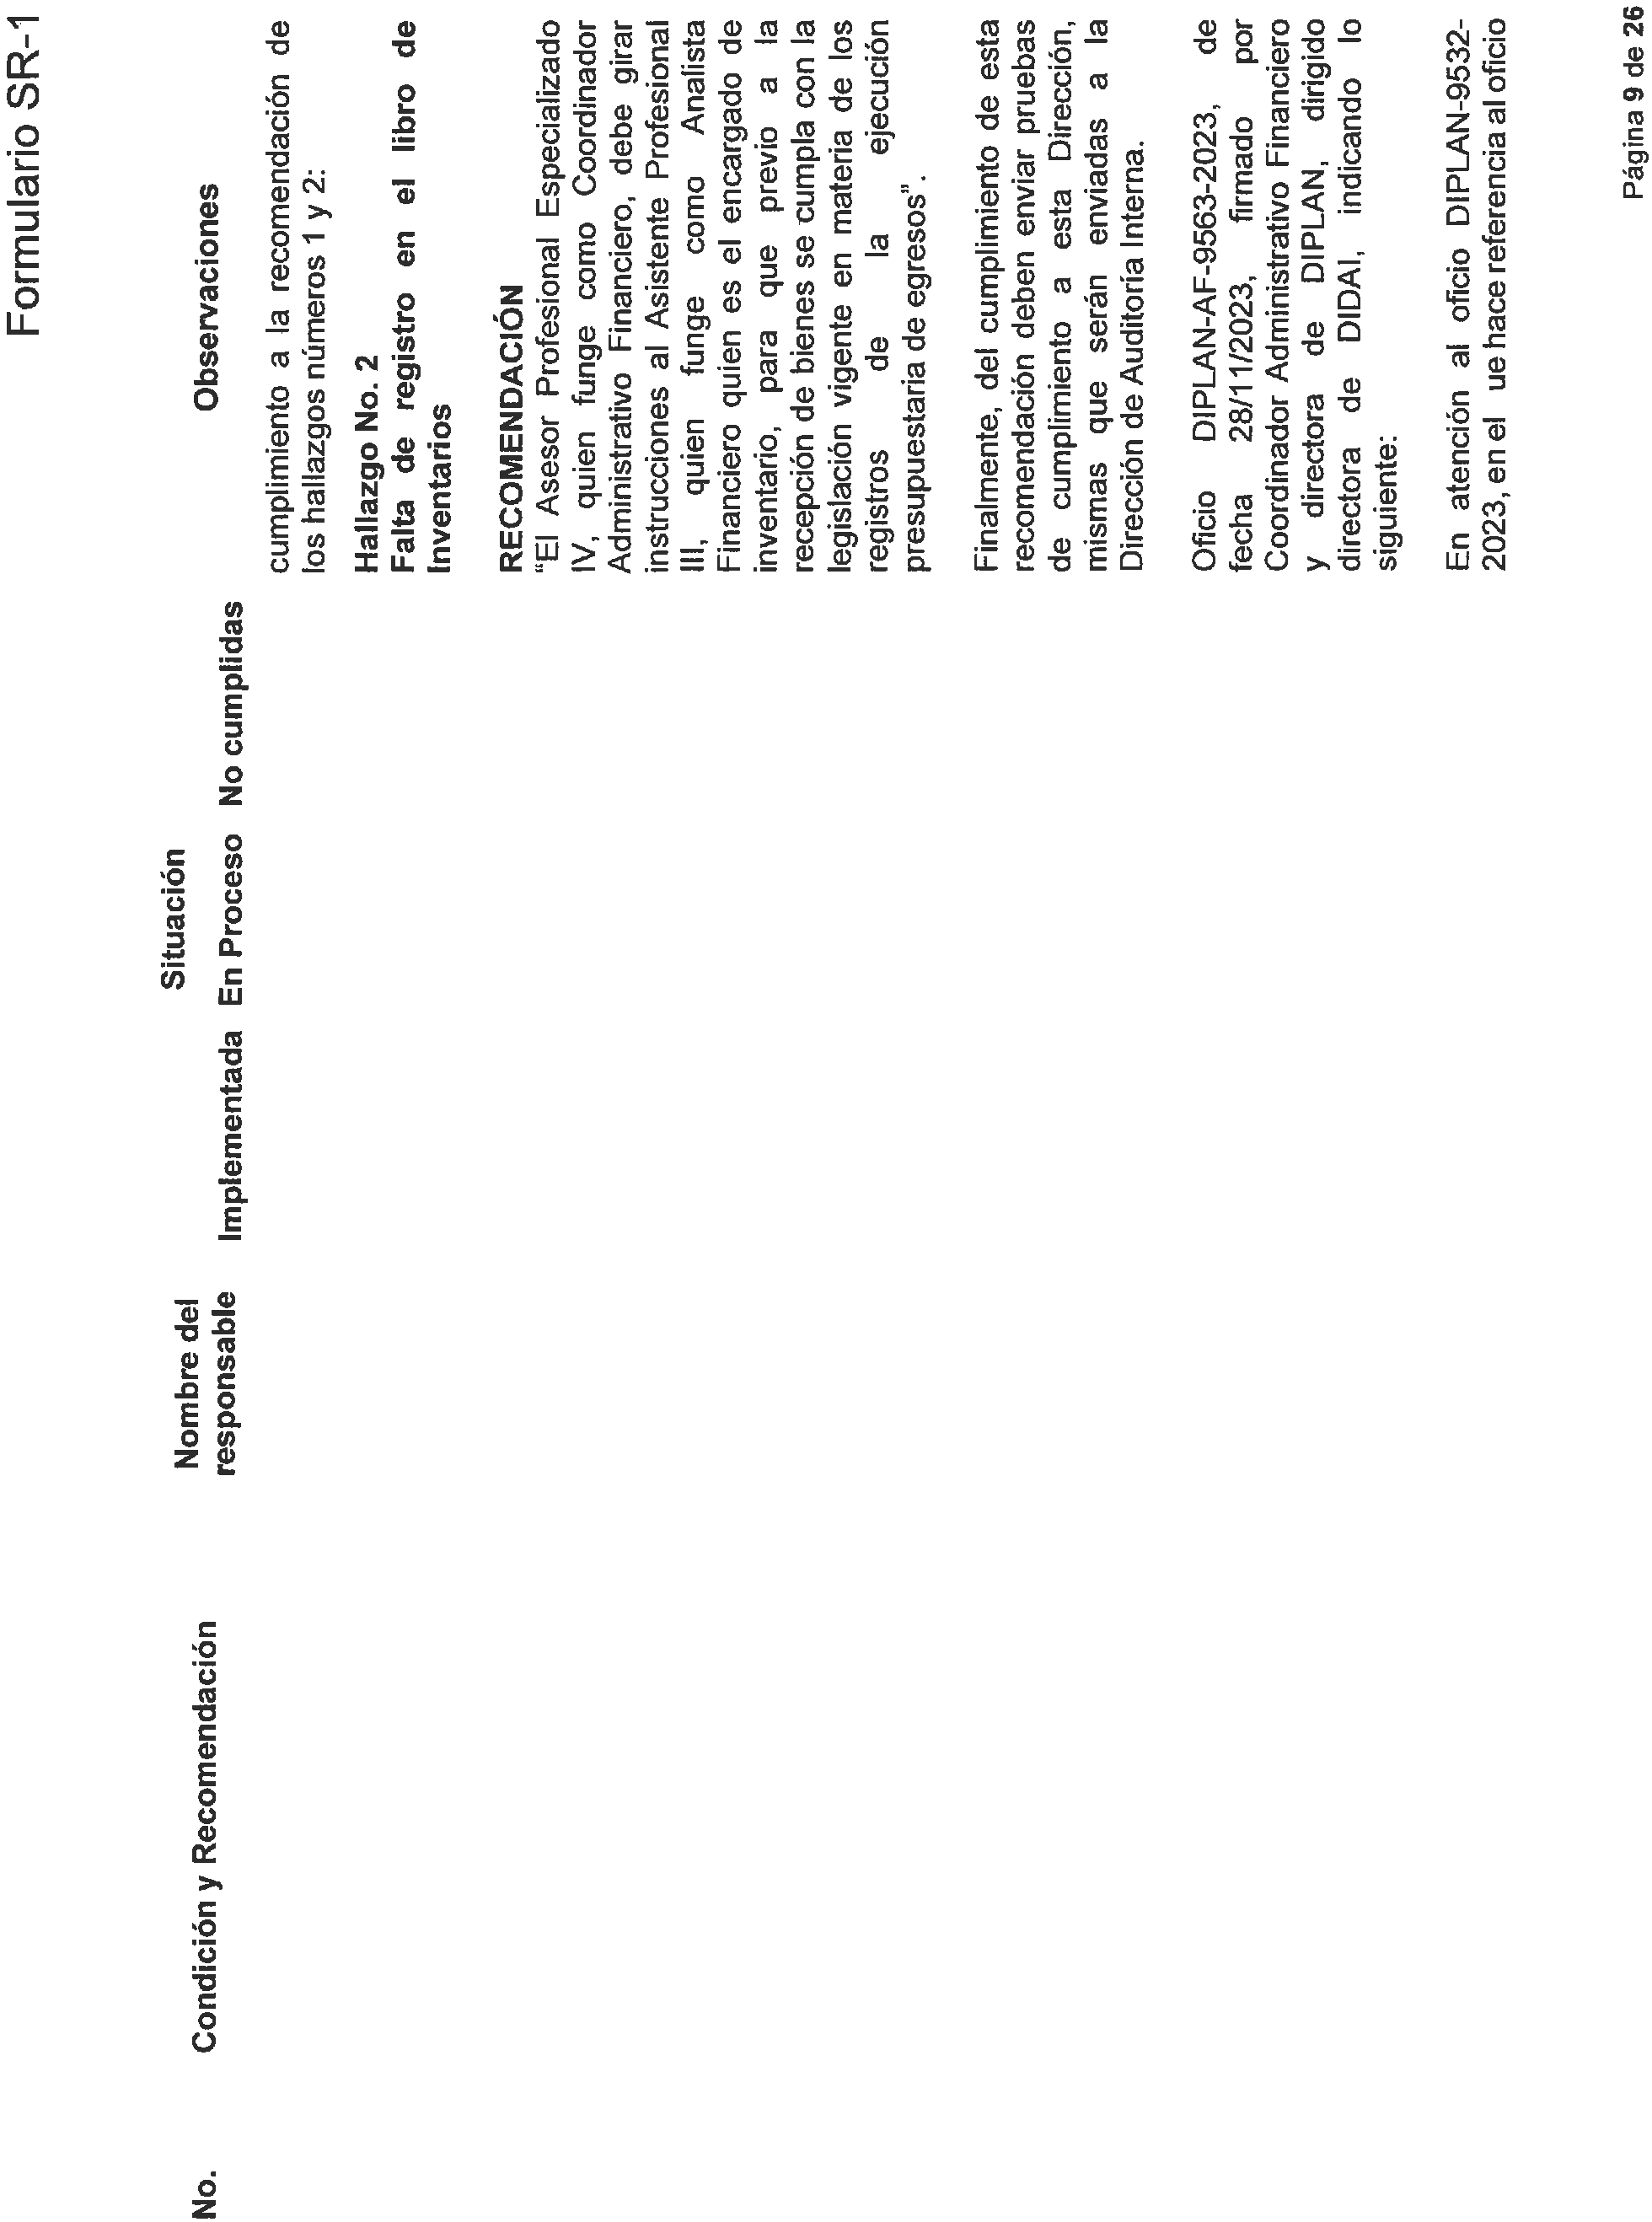 Formulario SR-1
No.
Condición y Recomendación
Nombre del
responsable
Situación
Implementada En Proceso No cumplidas
Observaciones
cumplimiento a la recomendación de
los hallazgos números 1 y 2:
Hallazgo No. 2
Falta de registro en el libro de
Inventarios
RECOMENDACIÓN
“El Asesor Profesional Especializado
IV, quien funge como Coordinador
Administrativo Financiero, debe girar
instrucciones al Asistente Profesional
III, quien funge como Analista
Financiero quien es el encargado de
inventario, para que previo a la
recepción de bienes se cumpla con la
legislación vigente en materia de los
registros de la ejecución
presupuestaria de egresos”.
Finalmente, del cumplimiento de esta
recomendación deben enviar pruebas
de cumplimiento a esta Dirección,
mismas que serán enviadas a la
Dirección de Auditoría Interna.
Oficio DIPLAN-AF-9563-2023, de
fecha 28/11/2023, firmado por
Coordinador Administrativo Financiero
y directora de DIPLAN, dirigido
directora de DIDAI, indicando lo
siguiente:
En atención al oficio DIPLAN-9532-
2023, en el ue hace referencia al oficio
Página 9 de 26